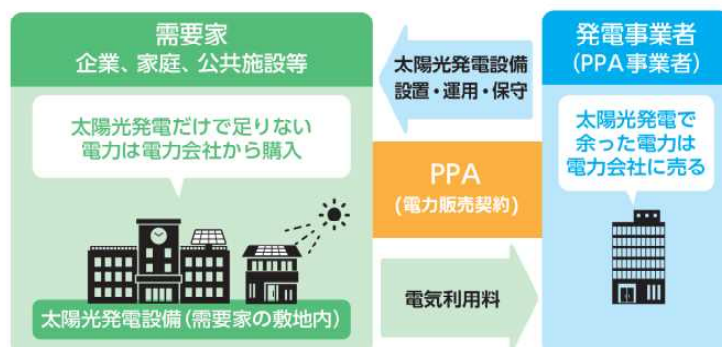 需要家
企業、家庭、公共施設等
太陽光発電だけで足りない
電力は電力会社から購入
太陽光発電設備(需要家の敷地内)
太陽光発電設備
設置・運用・保守
PPA
(電力販売契約)
電気利用料
発電事業者
(PPA事業者)
太陽光発電で
余った電力は
電力会社に売る